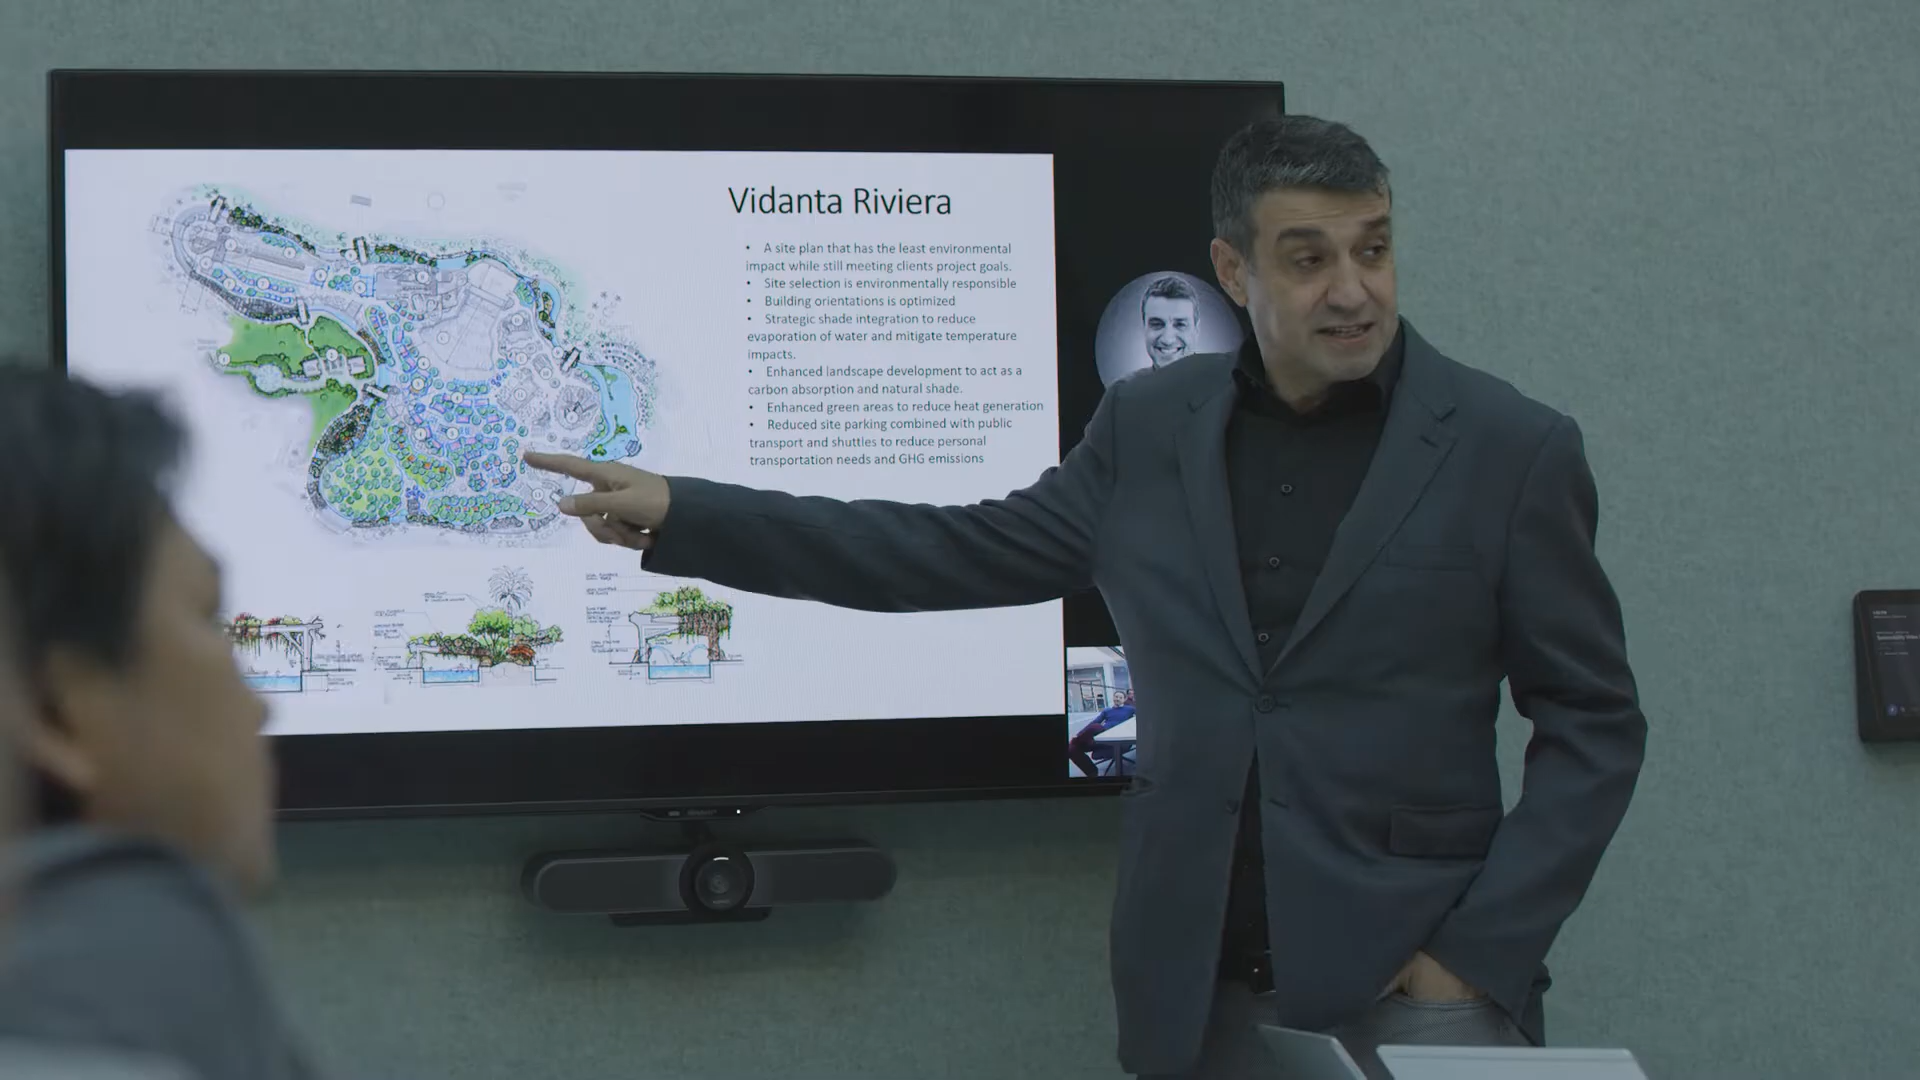 Vidanta Riviera
• A site plan that has the least environmental
impact while still meeting clients project goals.
• Site selection is environmentally responsible
• Building orientations is optimized
• Strategic shade integration to reduce
evaporation of water and mitigate temperature
impacts.
• Enhanced landscape development to act as a
carbon absorption and natural shade.
• Enhanced green areas to reduce heat generation
• Reduced site parking combined with public
transport and shuttles to reduce personal
transportation needs and GHG emissions